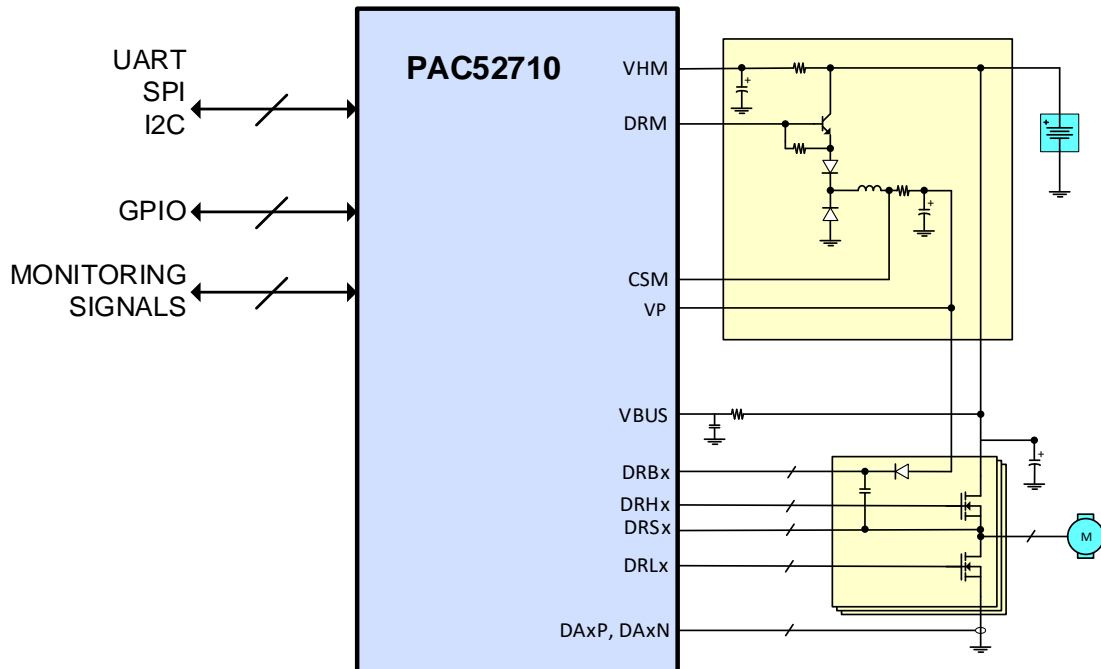 UART
SPI
I2C
GPIO
MONITORING
SIGNALS
PAC52710
VHM
DRM
CSM
VP
VBUS
DRBx
DRHx
DRSx
DRLx
DAxP, DAxN
+
+
+
+
M